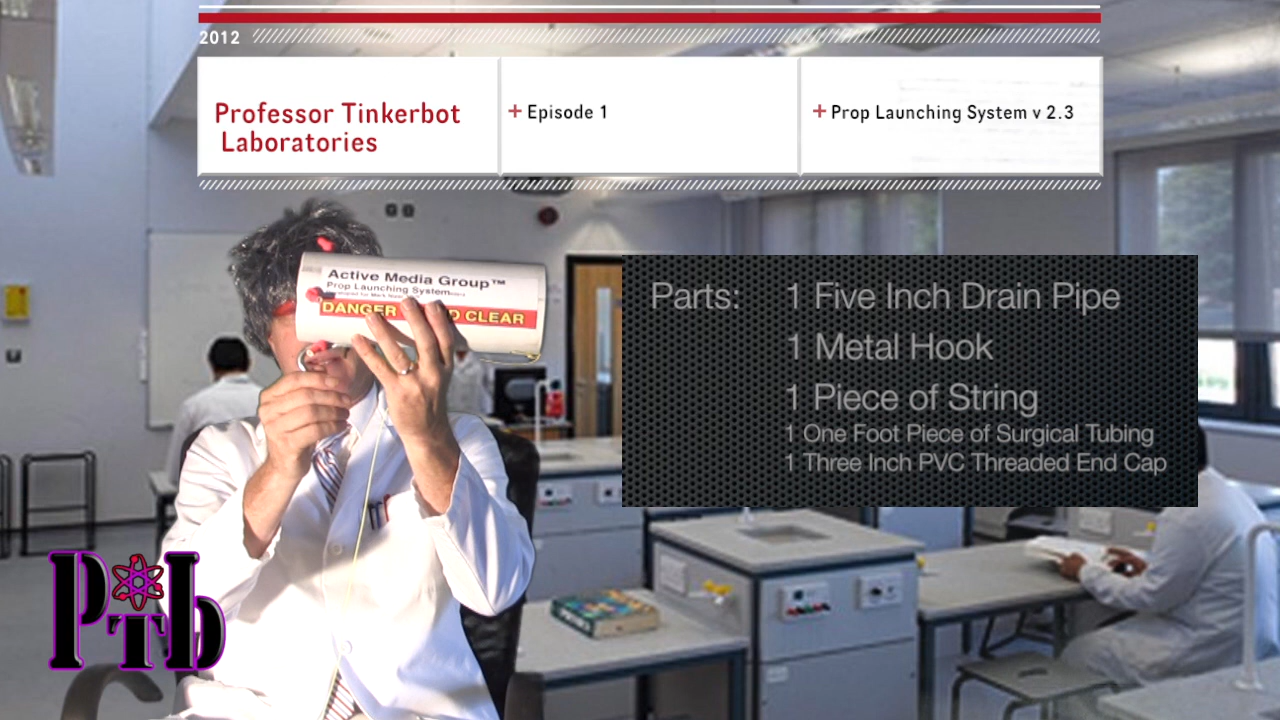 2012
Professor Tinkerbot
Laboratories
+ Episode 1
+ Prop Launching System v 2.3
Active Media Group™
Prop Launching System
DANGER
D CLEAR
Parts: 1 Five Inch Drain Pipe
1 Metal Hook
1 Piece of String
1 One Foot Piece of Surgical Tubing
1 Three Inch PVC Threaded End Cap
PTb